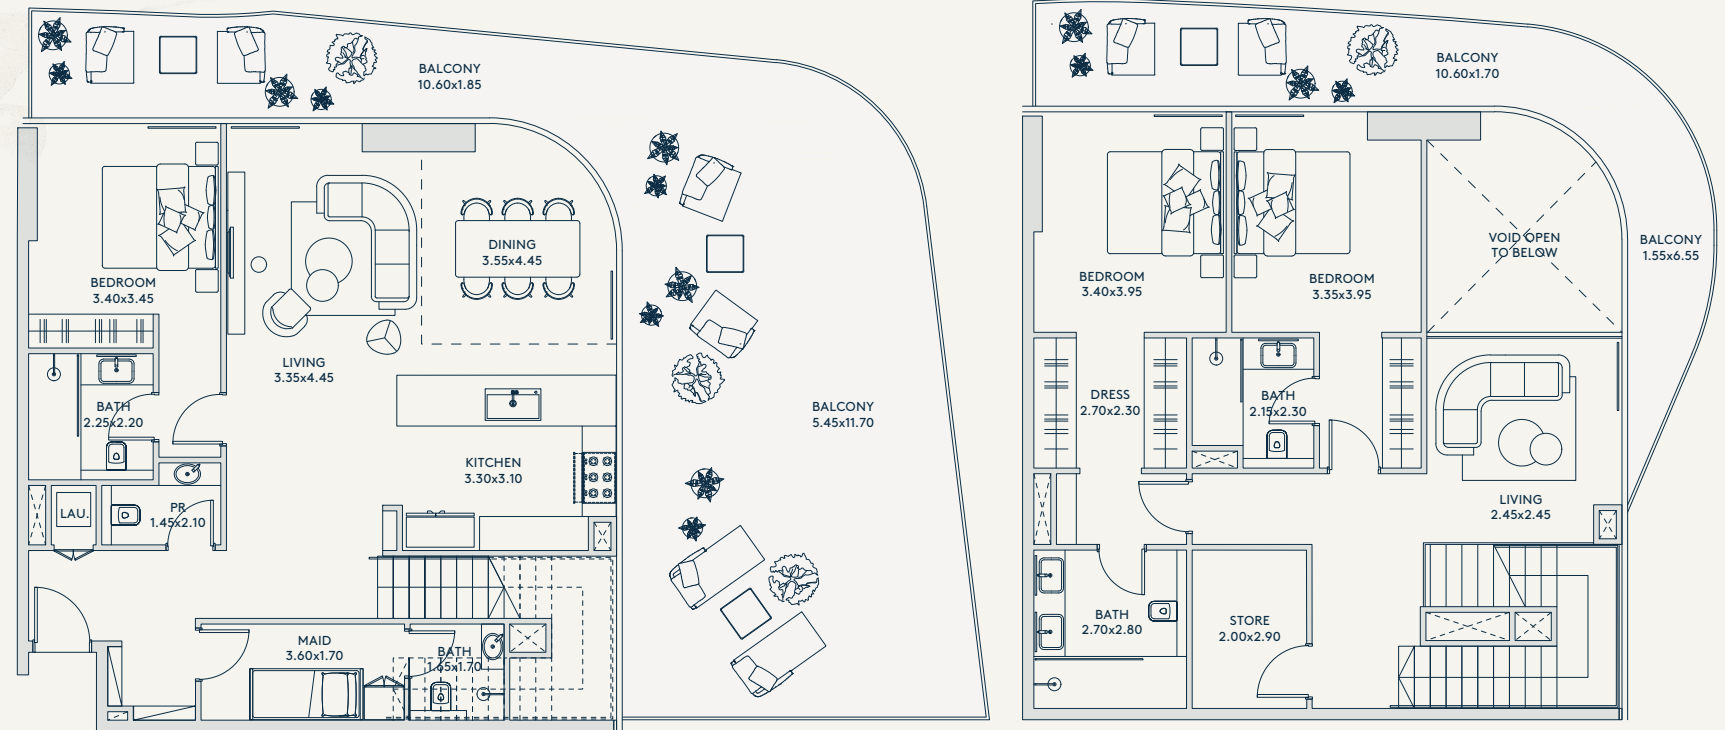 BALCONY
10.60x1.85
BEDROOM
3.40x3.45
DINING
3.55x4.45
LIVING
3.35x4.45
BATH
2.25x2.20
KITCHEN
3.30x3.10
BALCONY
5.45x11.70
LAU.
PR
1.45x2.10
MAID
3.60x1.70
BATH
1.65x1.70
BALCONY
10.60x1.70
BEDROOM
3.40x3.95
BEDROOM
3.35x3.95
VOID OPEN
TO BELOW
BALCONY
1.55x6.55
DRESS
2.70x2.30
BATH
2.15x2.30
LIVING
2.45x2.45
BATH
2.70x2.80
STORE
2.00x2.90